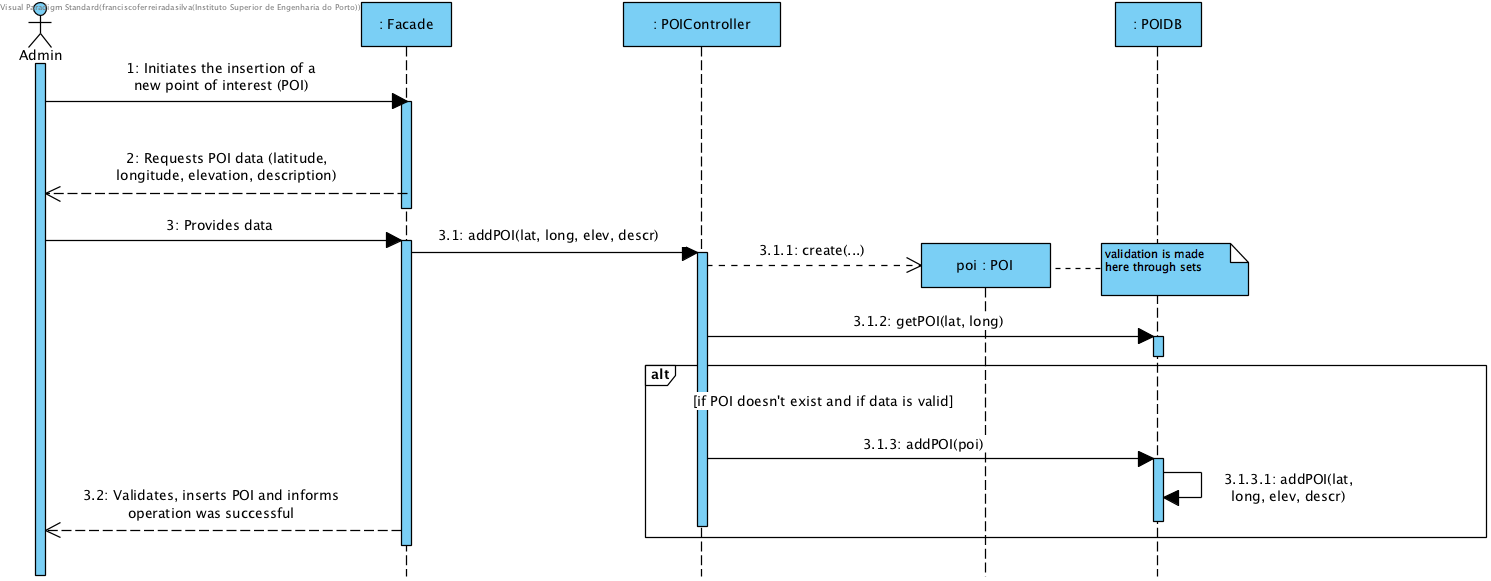 Visual Paradigm Standard(franciscoferreiradasilva(Instituto Superior de Engenharia do Porto))
: Facade
: POIController
: POIDB
Admin
1: Initiates the insertion of a
new point of interest (POI)
2: Requests POI data (latitude,
longitude, elevation, description)
3: Provides data
3.1: addPOI(lat, long, elev, descr)
3.1.1: create(...)
poi : POI
validation is made
here through sets
3.1.2: getPOI(lat, long)
alt
[if POI doesn't exist and if data is valid]
3.1.3: addPOI(poi)
3.1.3.1: addPOI(lat,
long, elev, descr)
3.2: Validates, inserts POI and informs
operation was successful